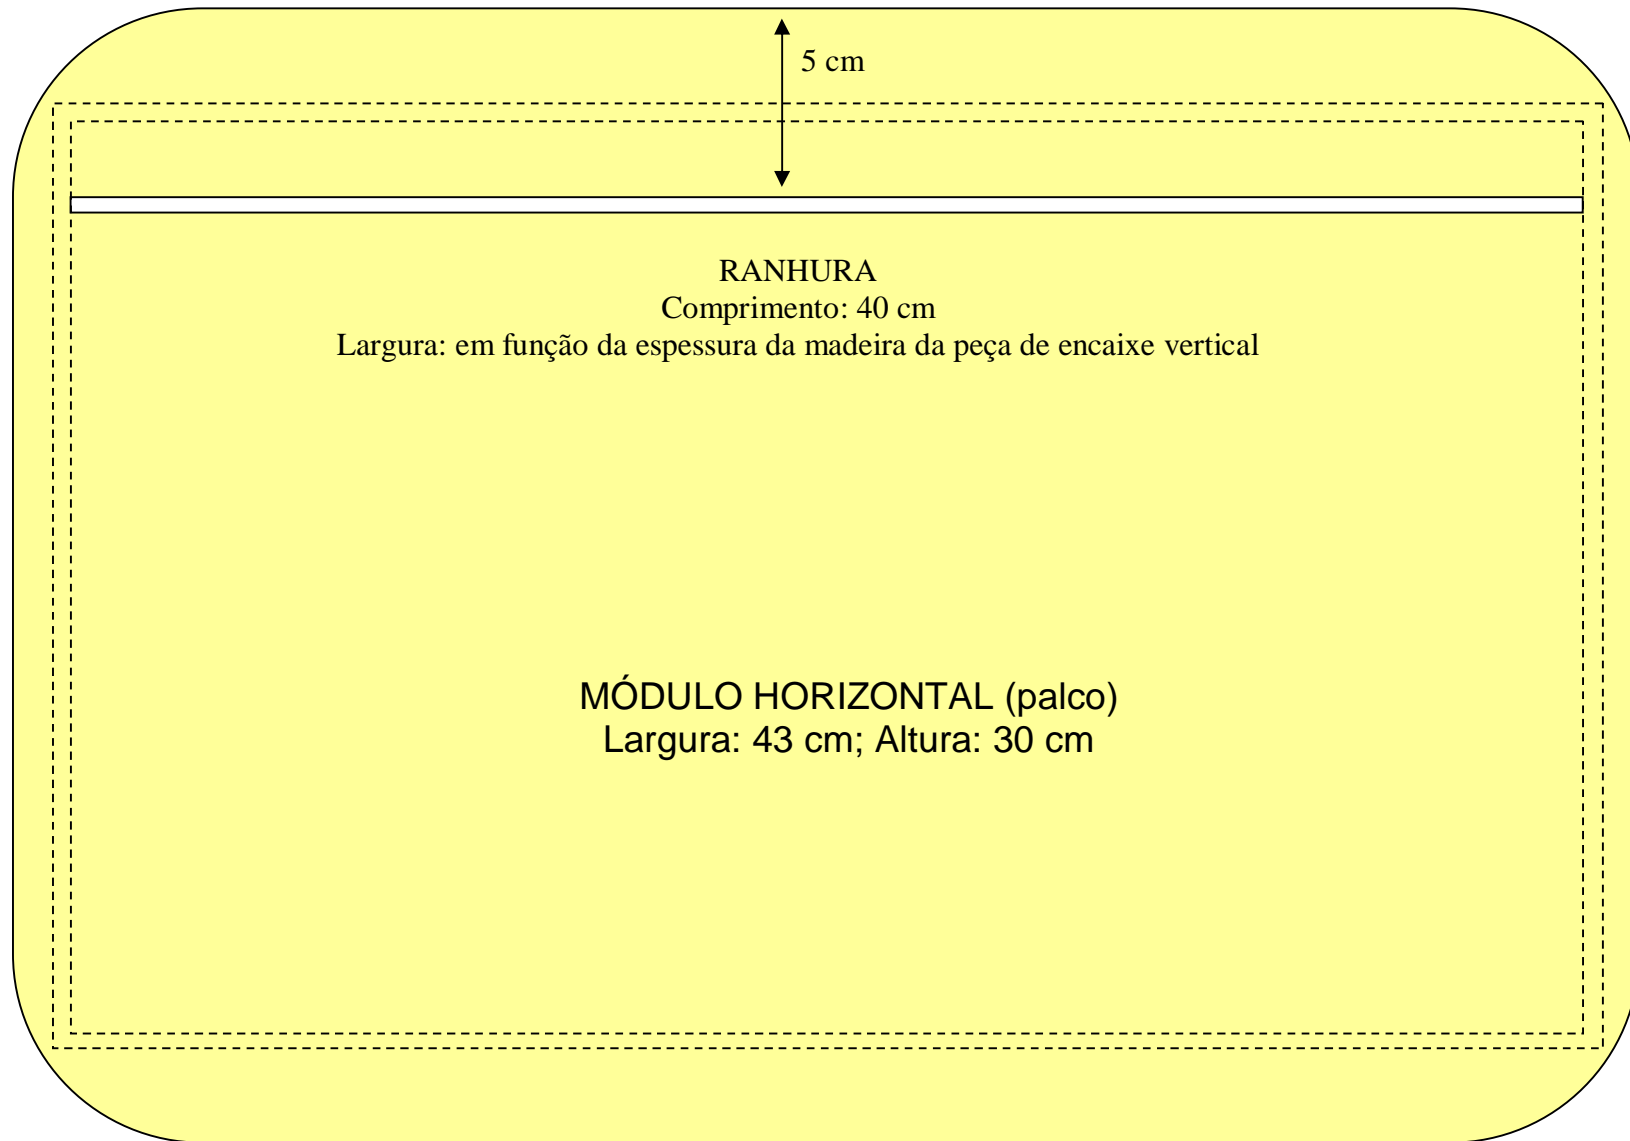 5 cm
RANHURA
Comprimento: 40 cm
Largura: em função da espessura da madeira da peça de encaixe vertical
MÓDULO HORIZONTAL (palco)
Largura: 43 cm; Altura: 30 cm